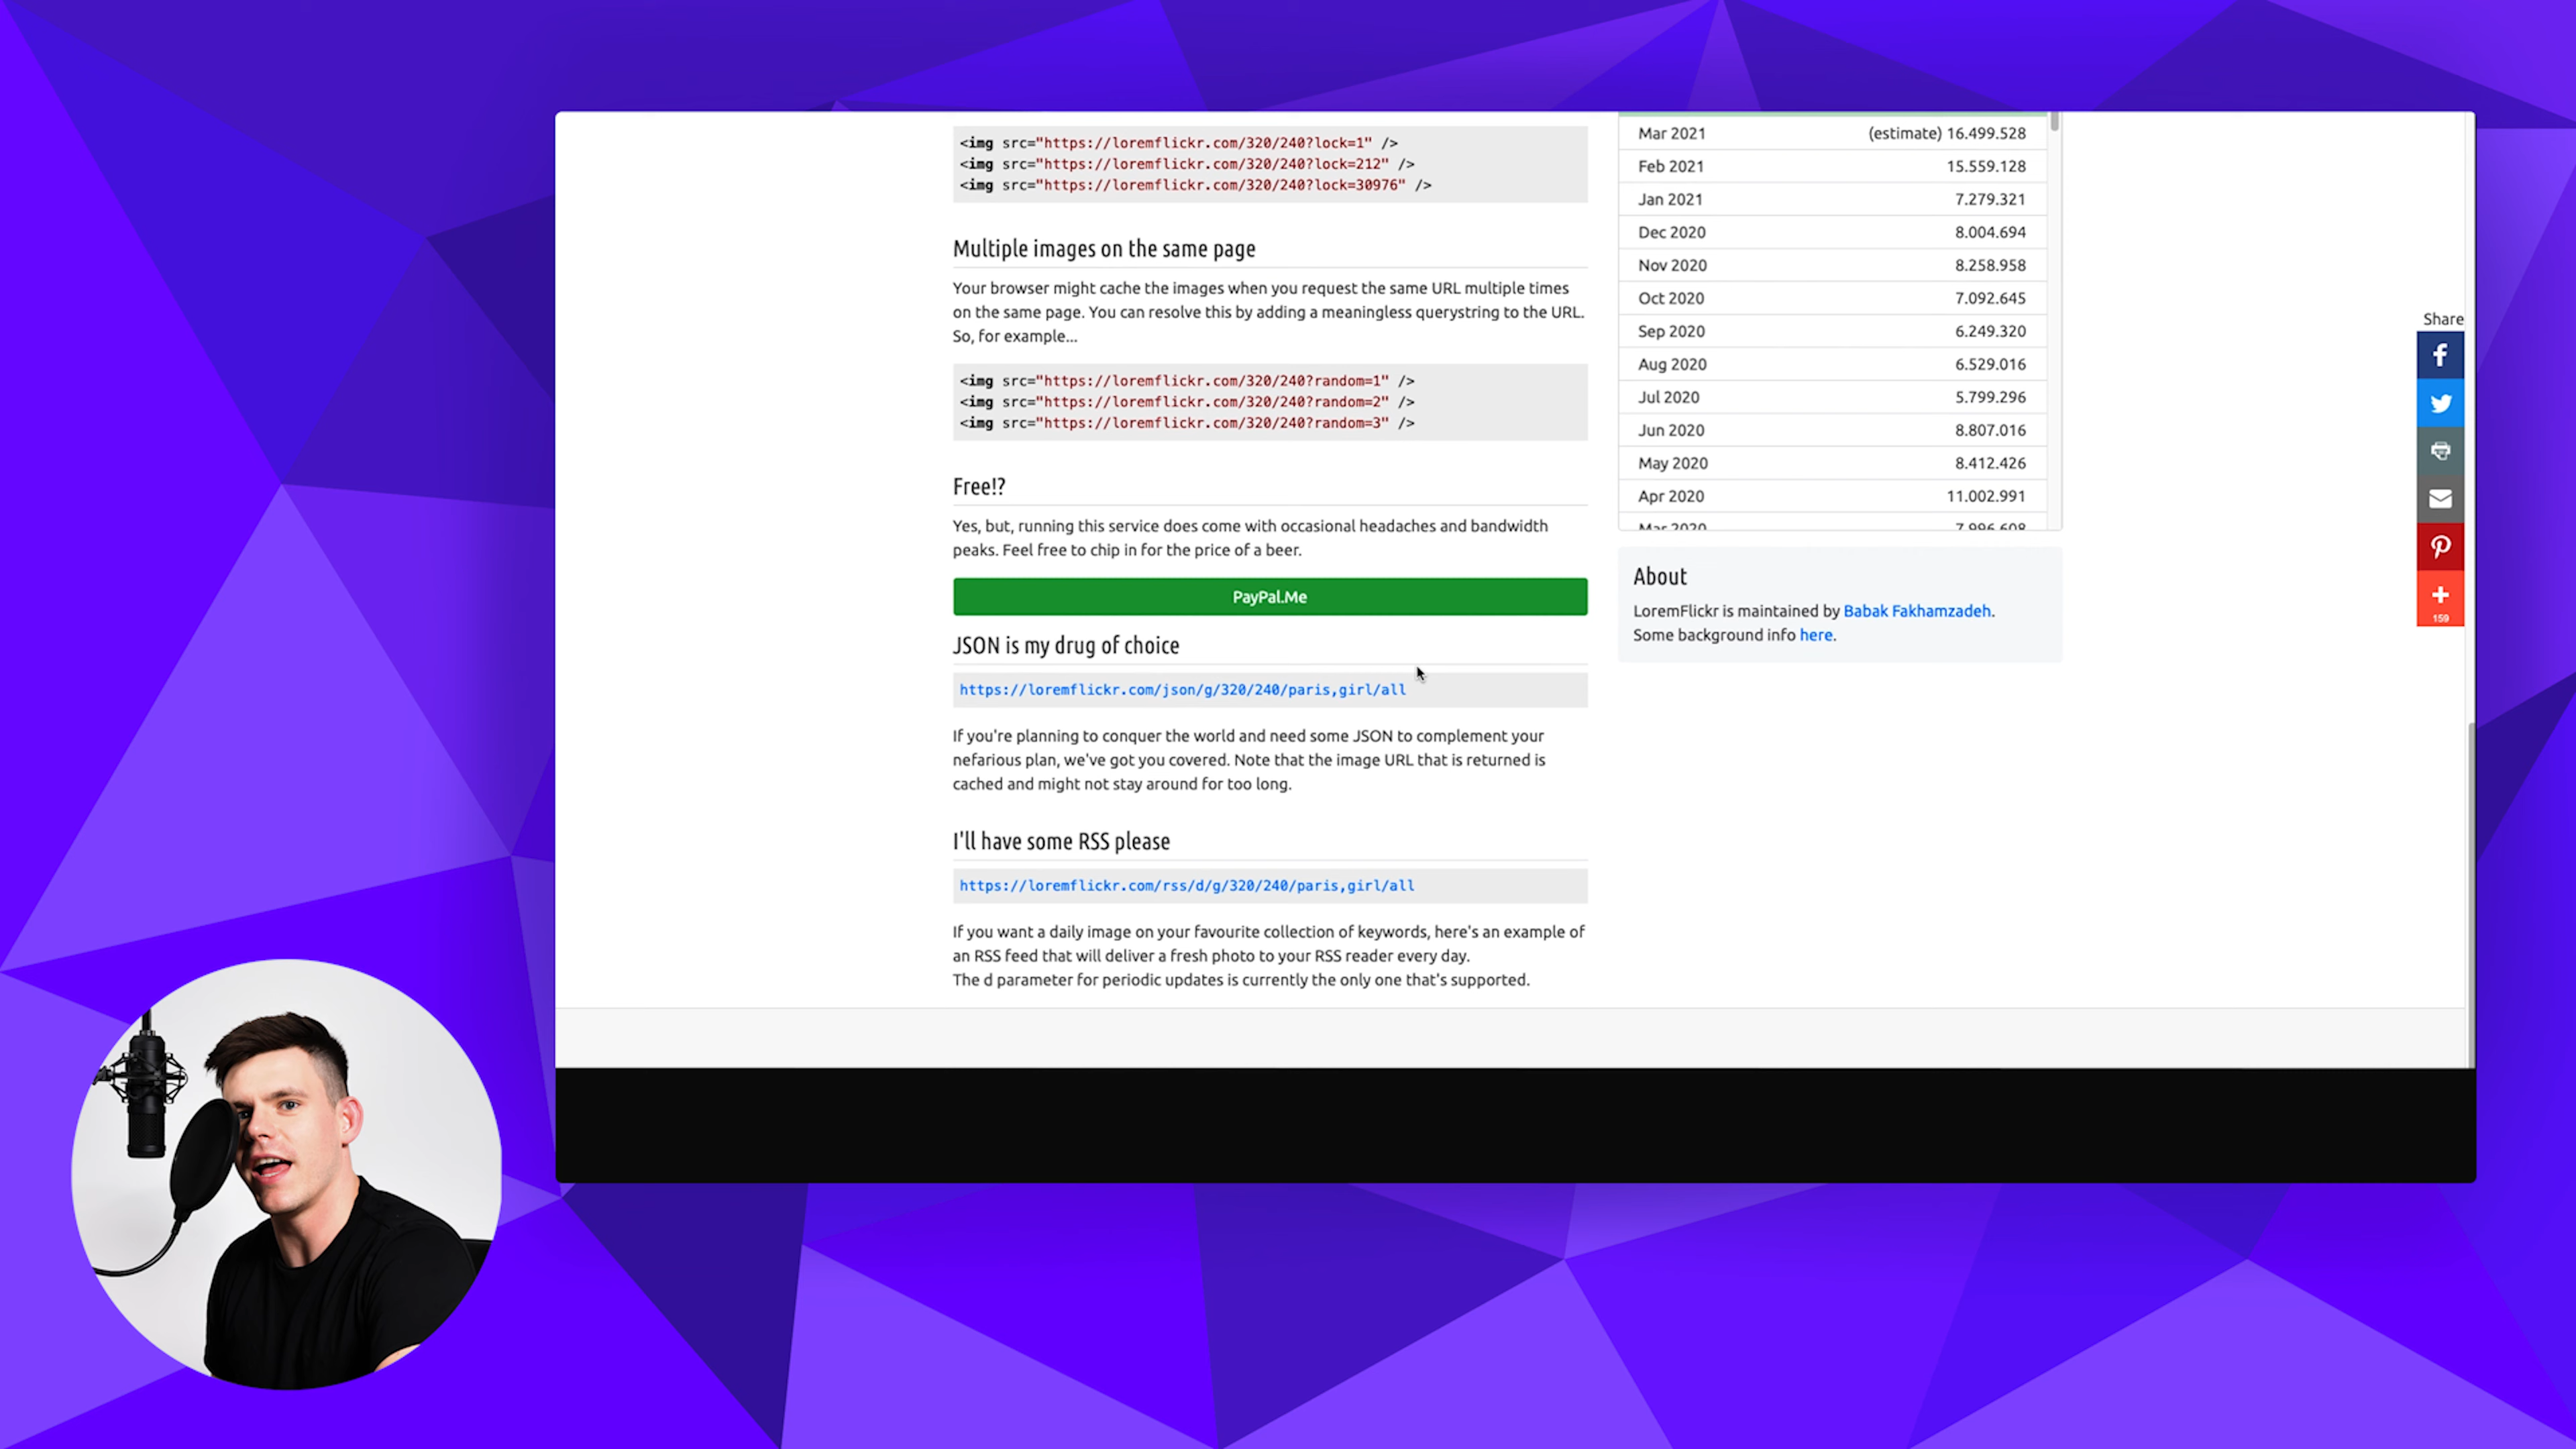 <img src="https://loremflickr.com/320/240?lock=1" />
<img src="https://loremflickr.com/320/240?lock=212" />
<img src="https://loremflickr.com/320/240?lock=30976" />
Multiple images on the same page
Your browser might cache the images when you request the same URL multiple times
on the same page. You can resolve this by adding a meaningless querystring to the URL.
So, for example...
<img src="https://loremflickr.com/320/240?random=1" />
<img src="https://loremflickr.com/320/240?random=2" />
<img src="https://loremflickr.com/320/240?random=3" />
Free!?
Yes, but, running this service does come with occasional headaches and bandwidth
peaks. Feel free to chip in for the price of a beer.
PayPal.Me
JSON is my drug of choice
https://loremflickr.com/json/g/320/240/paris,girl/all
If you're planning to conquer the world and need some JSON to complement your
nefarious plan, we've got you covered. Note that the image URL that is returned is
cached and might not stay around for too long.
I'll have some RSS please
https://loremflickr.com/rss/d/g/320/240/paris,girl/all
If you want a daily image on your favourite collection of keywords, here's an example of
an RSS feed that will deliver a fresh photo to your RSS reader every day.
The d parameter for periodic updates is currently the only one that's supported.
Mar 2021 (estimate) 16.499.528
Feb 2021 15.559.128
Jan 2021 7.279.321
Dec 2020 8.004.694
Nov 2020 8.258.958
Oct 2020 7.092.645
Sep 2020 6.249.320
Aug 2020 6.529.016
Jul 2020 5.799.296
Jun 2020 8.807.016
May 2020 8.412.426
Apr 2020 11.002.991
Mar 2020 7.996.608
About
LoremFlickr is maintained by Babak Fakhamzadeh.
Some background info here.
Share
159